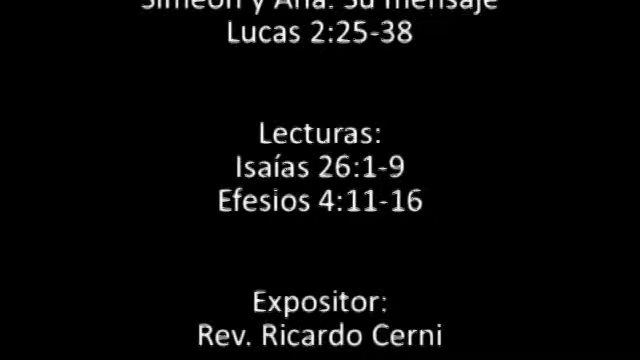 Simeón y Ana: Su mensaje
Lucas 2:25-38
Lecturas:
Isaías 26:1-9
Efesios 4:11-16
Expositor:
Rev. Ricardo Cerni